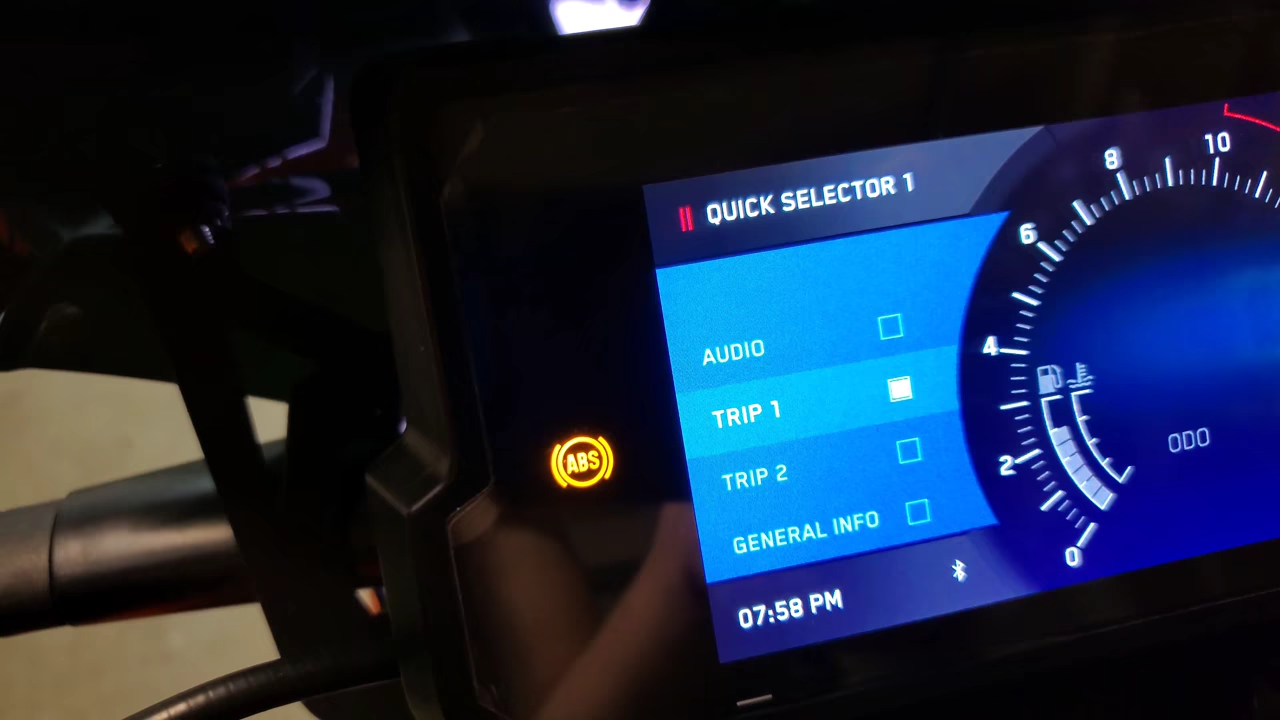 QUICK SELECTOR 1
AUDIO
TRIP 1
TRIP 2
GENERAL INFO
07:58 PM
ABS
10
8
6
4
2
0
ODO